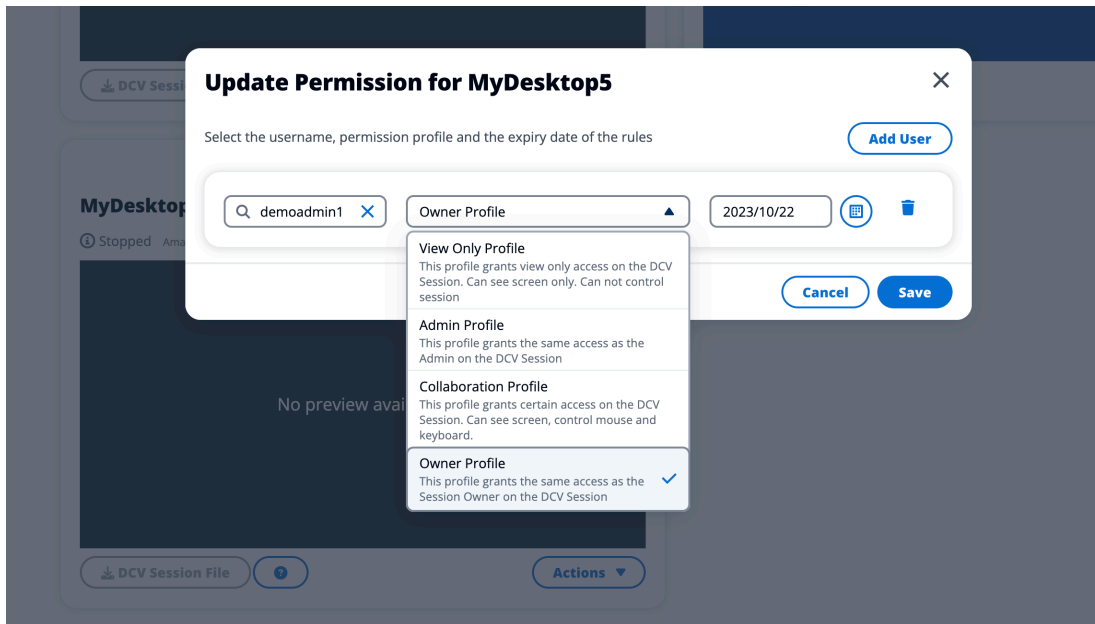 DCV Sessi
Update Permission for MyDesktop5
Select the username, permission profile and the expiry date of the rules
Add User
demoadmin1
Owner Profile
2023/10/22
View Only Profile
This profile grants view only access on the DCV
Session. Can see screen only. Can not control
session
Admin Profile
This profile grants the same access as the
Admin on the DCV Session
Collaboration Profile
This profile grants certain access on the DCV
Session. Can see screen, control mouse and
keyboard.
Owner Profile
This profile grants the same access as the
Session Owner on the DCV Session
Cancel
Save
MyDesktop
Stopped Ama
No preview avai
DCV Session File
?
Actions